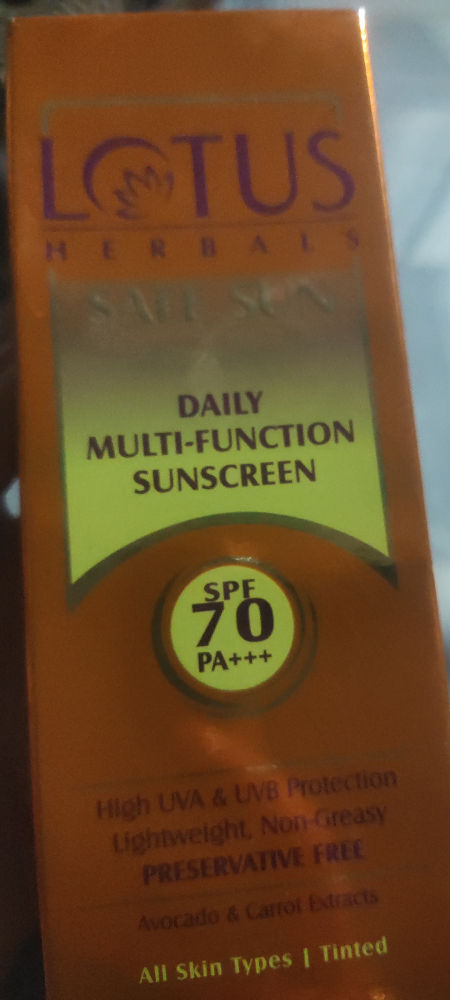 LOTUS
HERBALS
SAFE SUN
DAILY
MULTI-FUNCTION
SUNSCREEN
SPF
70
PA+++
High UVA & UVB Protection
Lightweight, Non-Greasy
PRESERVATIVE FREE
Avocado & Carrot Extracts
All Skin Types | Tinted